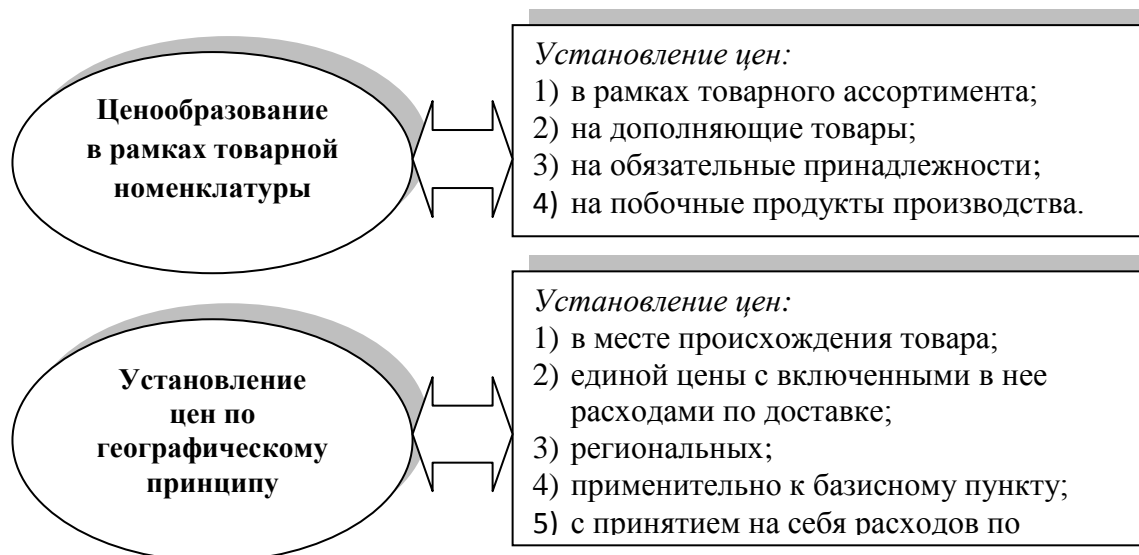 Ценообразование
в рамках товарной
номенклатуры
Установление цен:
1) в рамках товарного ассортимента;
2) на дополняющие товары;
3) на обязательные принадлежности;
4) на побочные продукты производства.
Установление
цен по
географическому
принципу
Установление цен:
1) в месте происхождения товара;
2) единой цены с включенными в нее
расходами по доставке;
3) региональных;
4) применительно к базисному пункту;
5) с принятием на себя расходов по